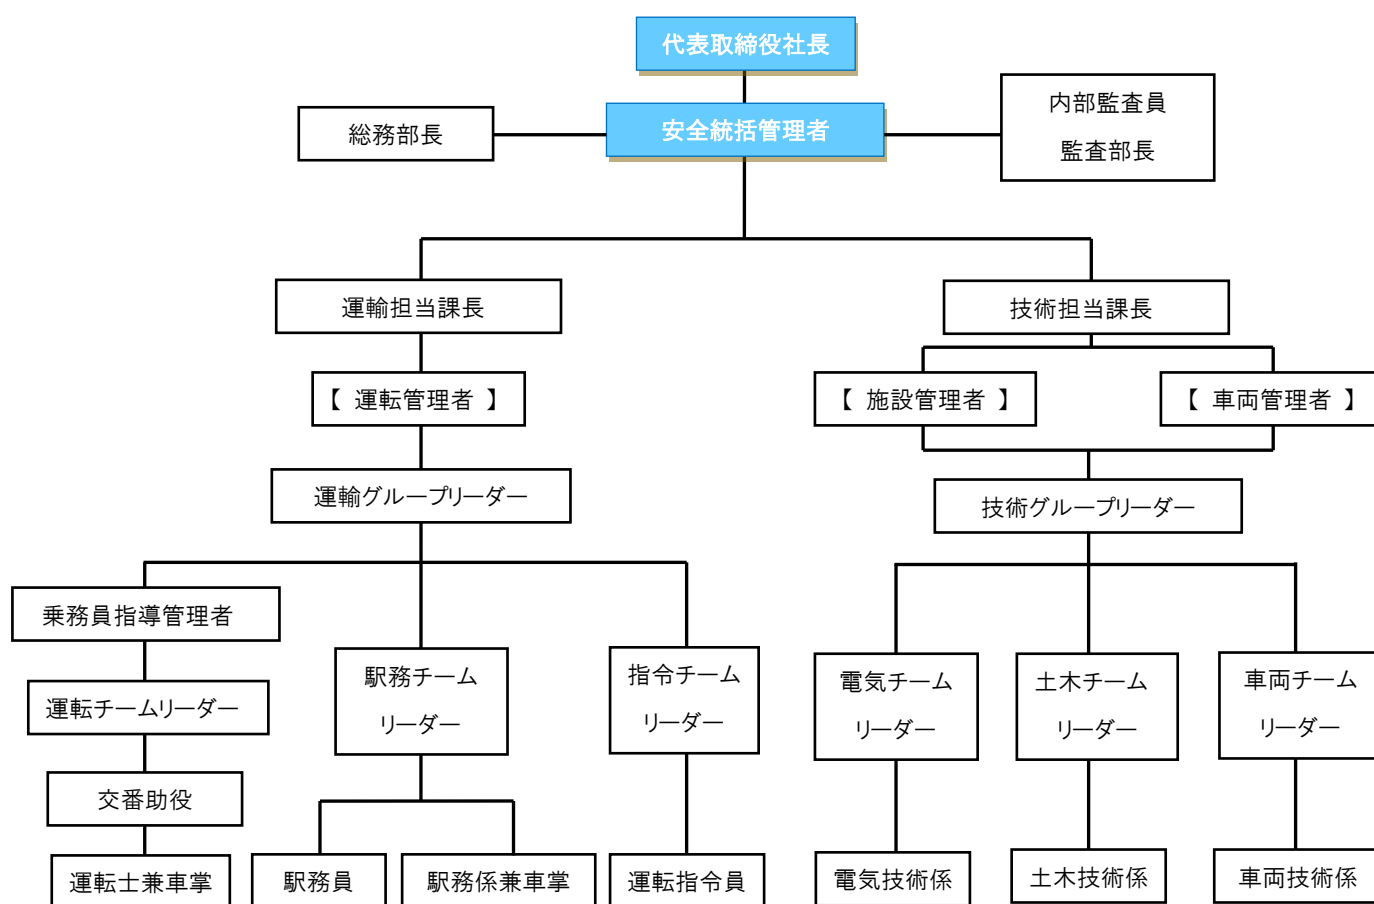 代表取締役社長
総務部長
安全統括管理者
内部監査員
監査部長
運輸担当課長
技術担当課長
【 運転管理者 】
【 施設管理者 】
【 車両管理者 】
運輸グループリーダー
技術グループリーダー
乗務員指導管理者
運転チームリーダー
交番助役
運転士兼車掌
駅務チーム
リーダー
駅務員
駅務係兼車掌
指令チーム
リーダー
運転指令員
電気チーム
リーダー
電気技術係
土木チーム
リーダー
土木技術係
車両チーム
リーダー
車両技術係